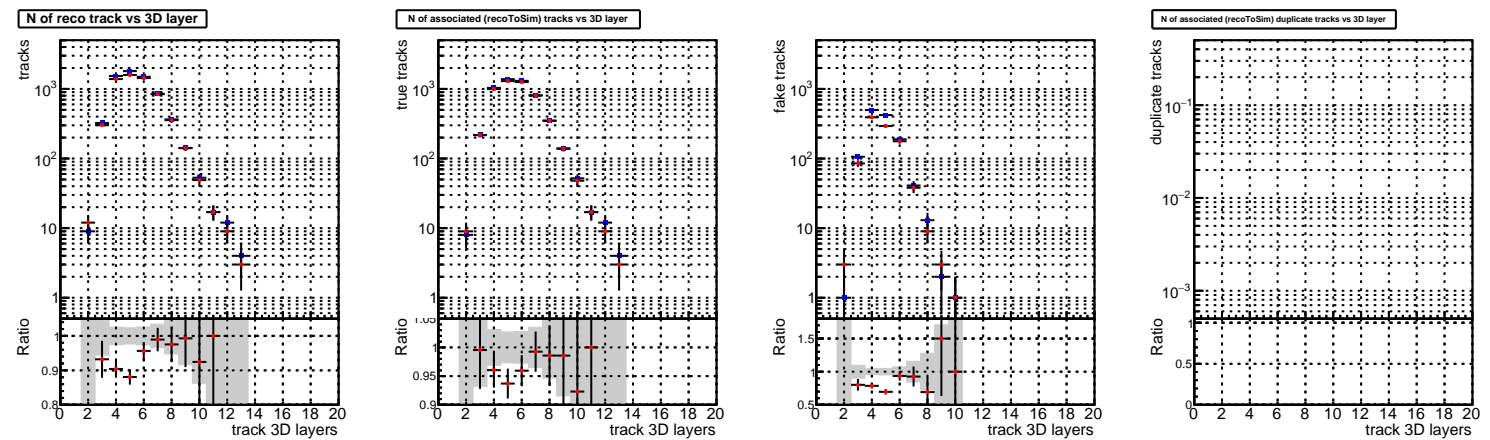 N of reco track vs 3D layer
tracks
10³
10²
10
1
Ratio
1
0.9
0.8
0 2 4 6 8 10 12 14 16 18 20
track 3D layers
N of associated (recoToSim) tracks vs 3D layer
true tracks
10³
10²
10
1
Ratio
1.05
1
0.95
0.9
0 2 4 6 8 10 12 14 16 18 20
track 3D layers
fake tracks
10³
10²
10
1
Ratio
1.5
1
0.5
0 2 4 6 8 10 12 14 16 18 20
track 3D layers
N of associated (recoToSim) duplicate tracks vs 3D layer
duplicate tracks
10⁻¹
10⁻²
10⁻³
Ratio
1
0.5
0
0 2 4 6 8 10 12 14 16 18 20
track 3D layers